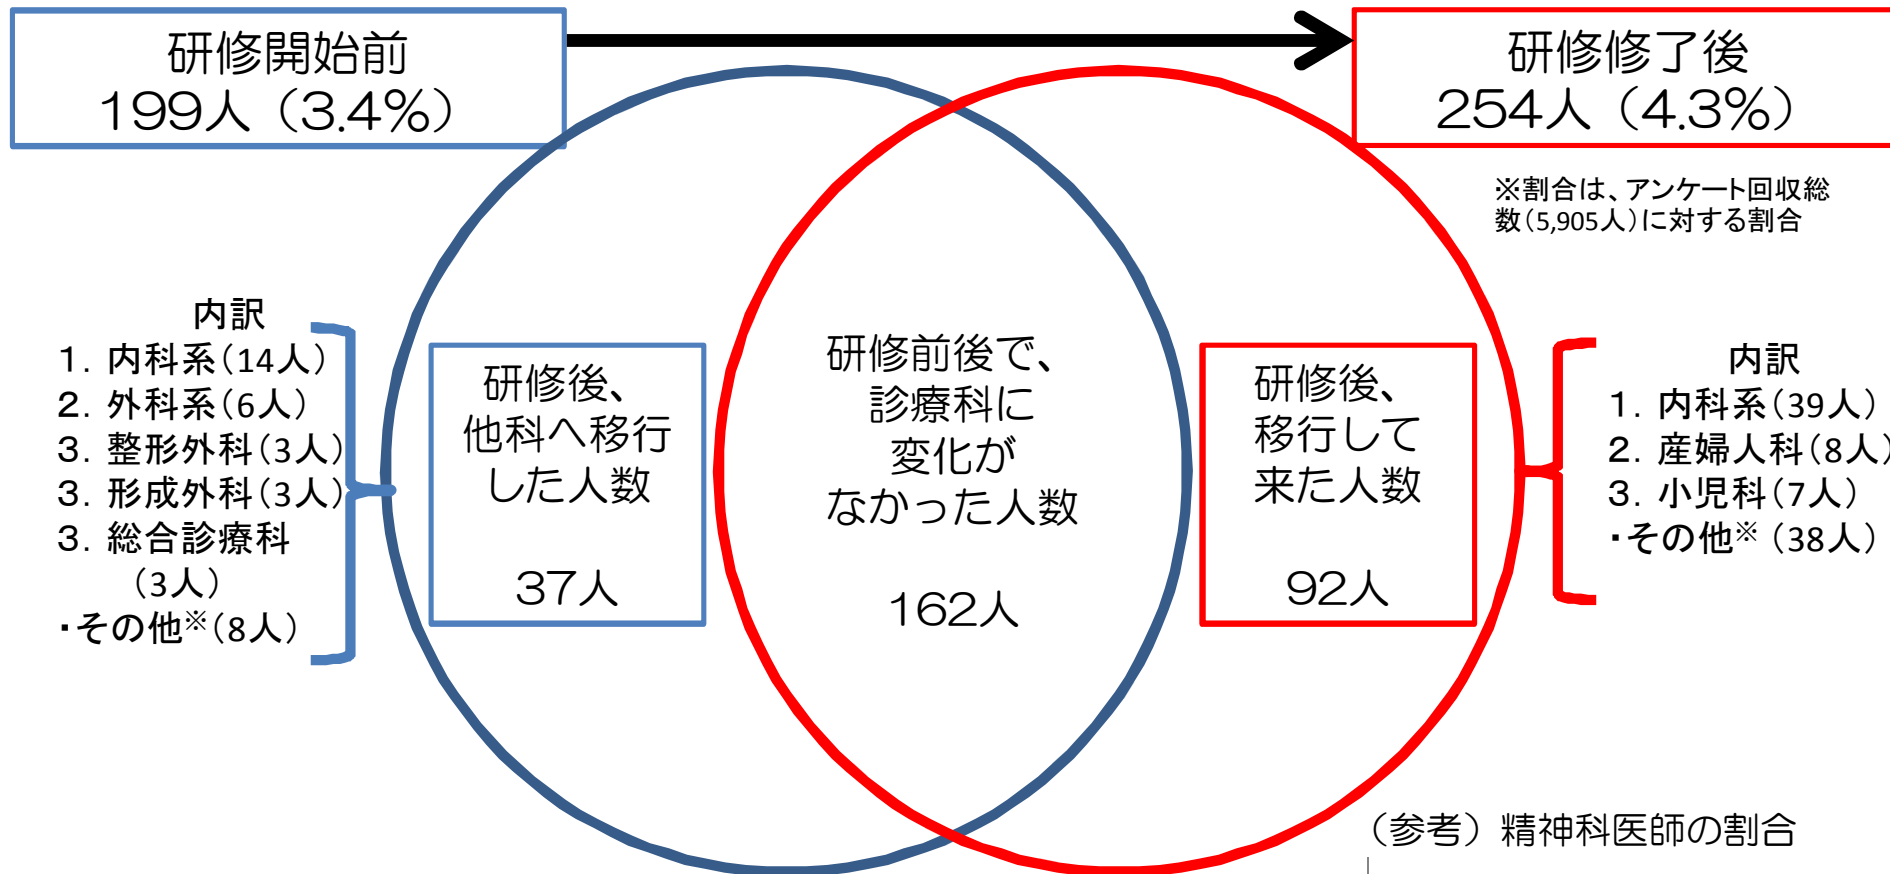 研修開始前
199人（3.4%）
研修修了後
254人（4.3%）
※割合は、アンケート回収総
数（5,905人）に対する割合
内訳
1. 内科系（14人）
2. 外科系（6人）
3. 整形外科（3人）
3. 形成外科（3人）
3. 総合診療科
（3人）
・その他※（8人）
研修後、
他科へ移行
した人数
37人
研修前後で、
診療科に
変化が
なかった人数
162人
研修後、
移行して
来た人数
92人
内訳
1. 内科系（39人）
2. 産婦人科（8人）
3. 小児科（7人）
・その他※（38人）
（参考）精神科医師の割合